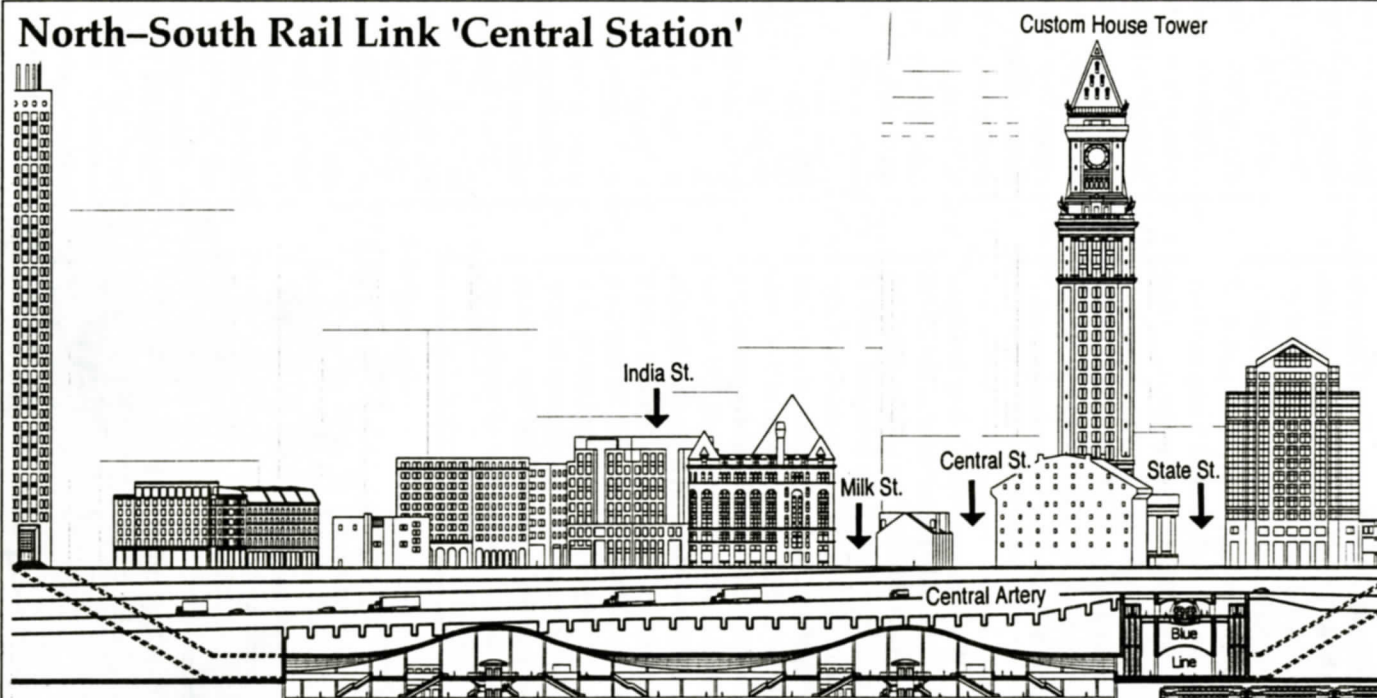 North–South Rail Link 'Central Station'
Custom House Tower
India St.
Central St.
State St.
Milk St.
Central Artery
Blue
Line